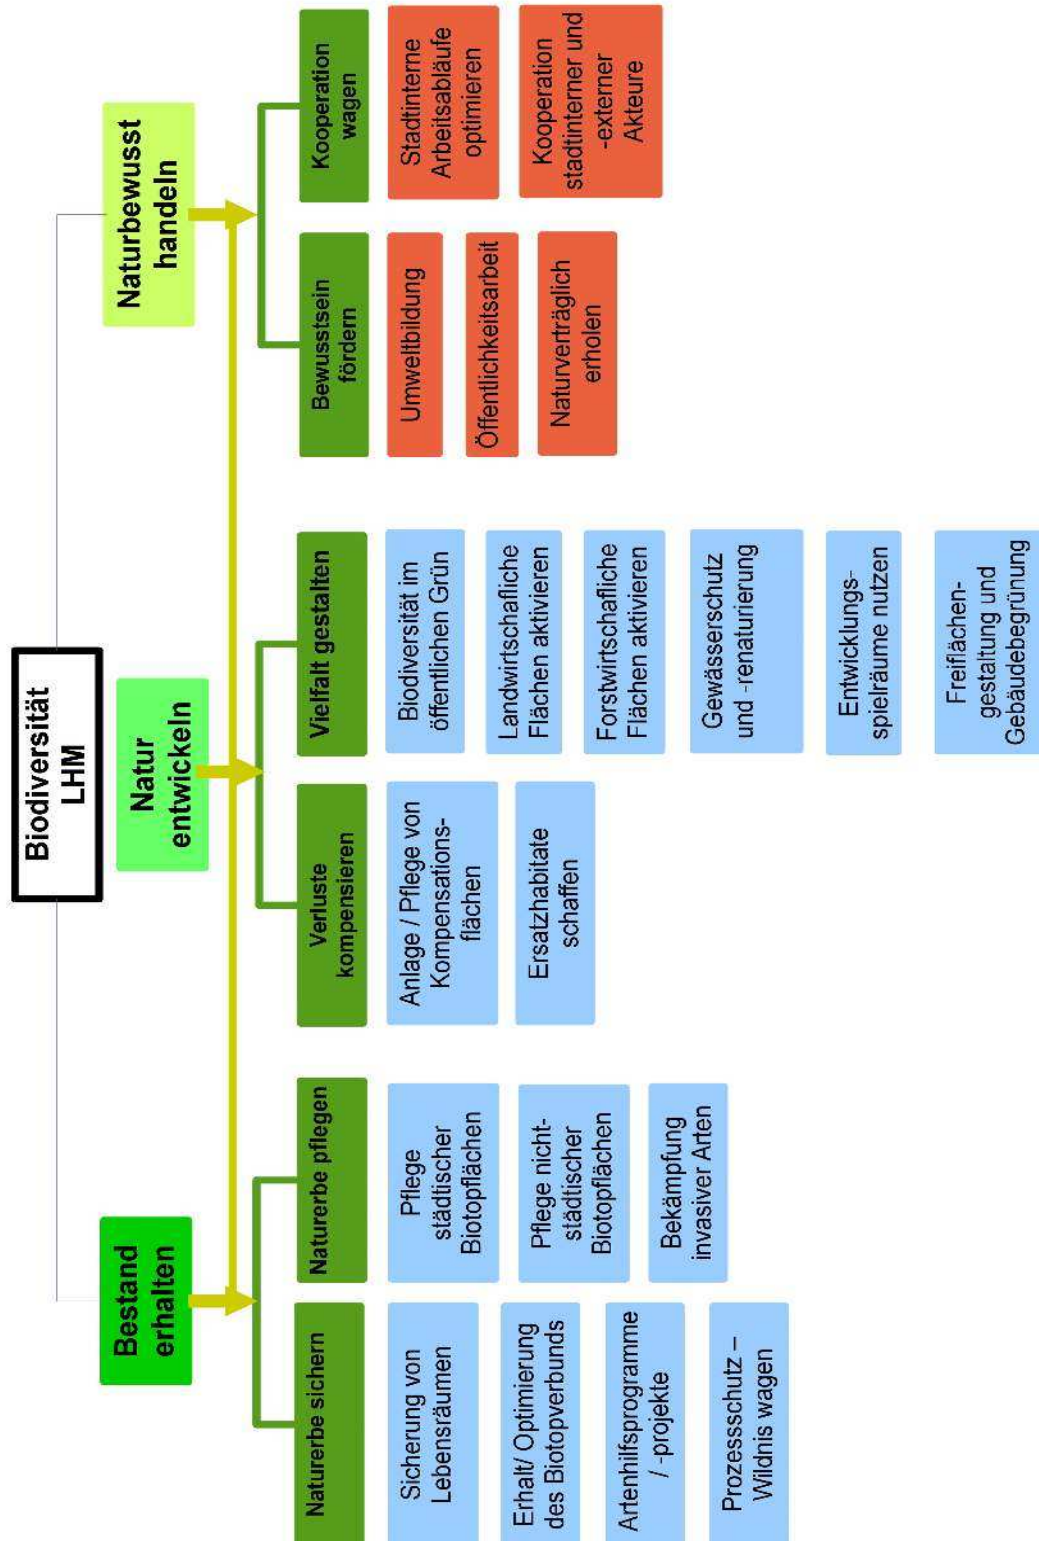 Biodiversität
LHM
Bestand
erhalten
Natur
entwickeln
Naturbewusst
handeln
Naturerbe sichern
Sicherung von
Lebensräumen
Erhalt/ Optimierung
des Biotopverbunds
Artenhilfsprogramme
/ -projekte
Prozessschutz –
Wildnis wagen
Naturerbe pflegen
Pflege
städtischer
Biotopflächen
Pflege nicht-
städtischer
Biotopflächen
Bekämpfung
invasiver Arten
Verluste
kompensieren
Anlage / Pflege von
Kompensations-
flächen
Ersatzhabitate
schaffen
Vielfalt gestalten
Biodiversität im
öffentlichen Grün
Landwirtschafliche
Flächen aktivieren
Forstwirtschafliche
Flächen aktivieren
Gewässerschutz
und -renaturierung
Entwicklungs-
spielräume nutzen
Freiflächen-
gestaltung und
Gebäudebegrünung
Bewusstsein
fördern
Umweltbildung
Öffentlichkeitsarbeit
Naturverträglich
erholen
Kooperation
wagen
Stadtinterne
Arbeitsabläufe
optimieren
Kooperation
stadtinterner und
-externer
Akteure